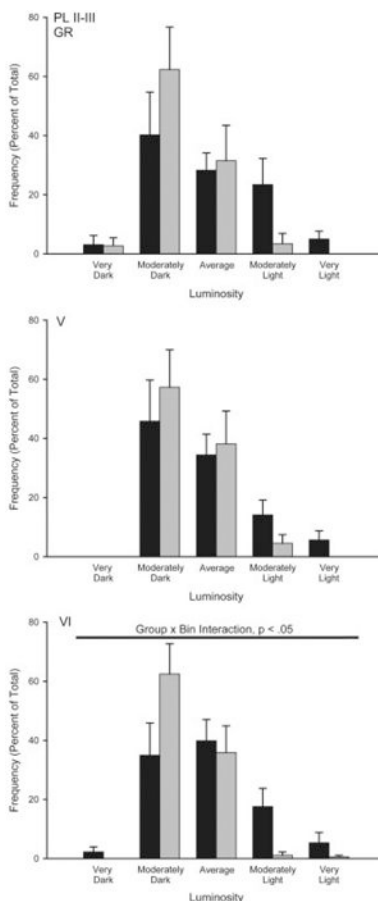 PL II-III
GR
Frequency (Percent of Total)
80
60
40
20
0
Very
Dark
Moderately
Dark
Average
Moderately
Light
Very
Light
Luminosity
V
Frequency (Percent of Total)
80
60
40
20
0
Very
Dark
Moderately
Dark
Average
Moderately
Light
Very
Light
Luminosity
VI
Group x Bin Interaction, p < .05
Frequency (Percent of Total)
80
60
40
20
0
Very
Dark
Moderately
Dark
Average
Moderately
Light
Very
Light
Luminosity